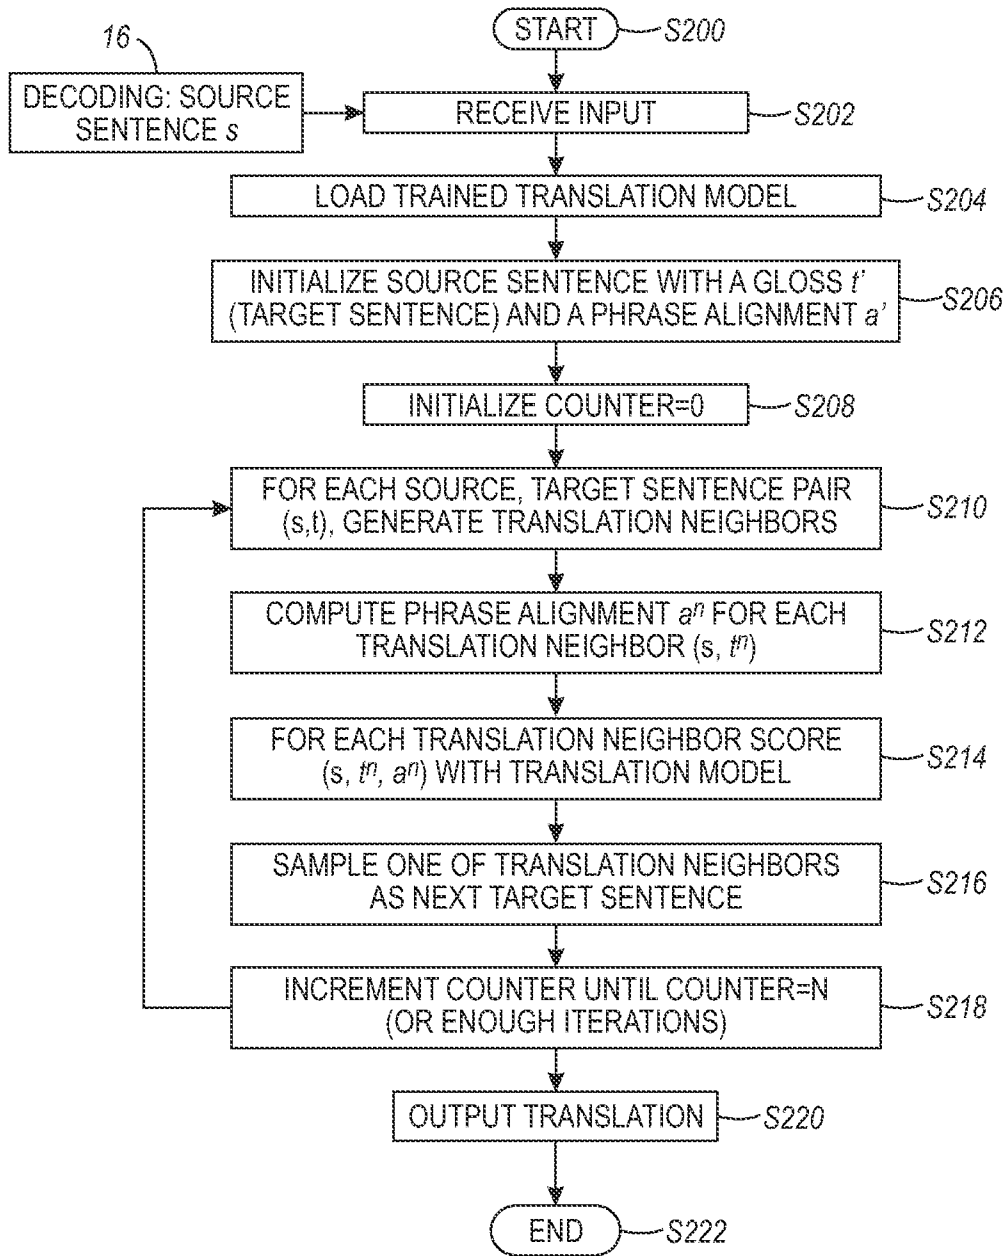 START
S200
16
DECODING: SOURCE
SENTENCE s
RECEIVE INPUT
S202
LOAD TRAINED TRANSLATION MODEL
S204
INITIALIZE SOURCE SENTENCE WITH A GLOSS t'
(TARGET SENTENCE) AND A PHRASE ALIGNMENT a'
S206
INITIALIZE COUNTER=0
S208
FOR EACH SOURCE, TARGET SENTENCE PAIR
(s,t), GENERATE TRANSLATION NEIGHBORS
S210
COMPUTE PHRASE ALIGNMENT aⁿ FOR EACH
TRANSLATION NEIGHBOR (s, tⁿ)
S212
FOR EACH TRANSLATION NEIGHBOR SCORE
(s, tⁿ, aⁿ) WITH TRANSLATION MODEL
S214
SAMPLE ONE OF TRANSLATION NEIGHBORS
AS NEXT TARGET SENTENCE
S216
INCREMENT COUNTER UNTIL COUNTER=N
(OR ENOUGH ITERATIONS)
S218
OUTPUT TRANSLATION
S220
END
S222